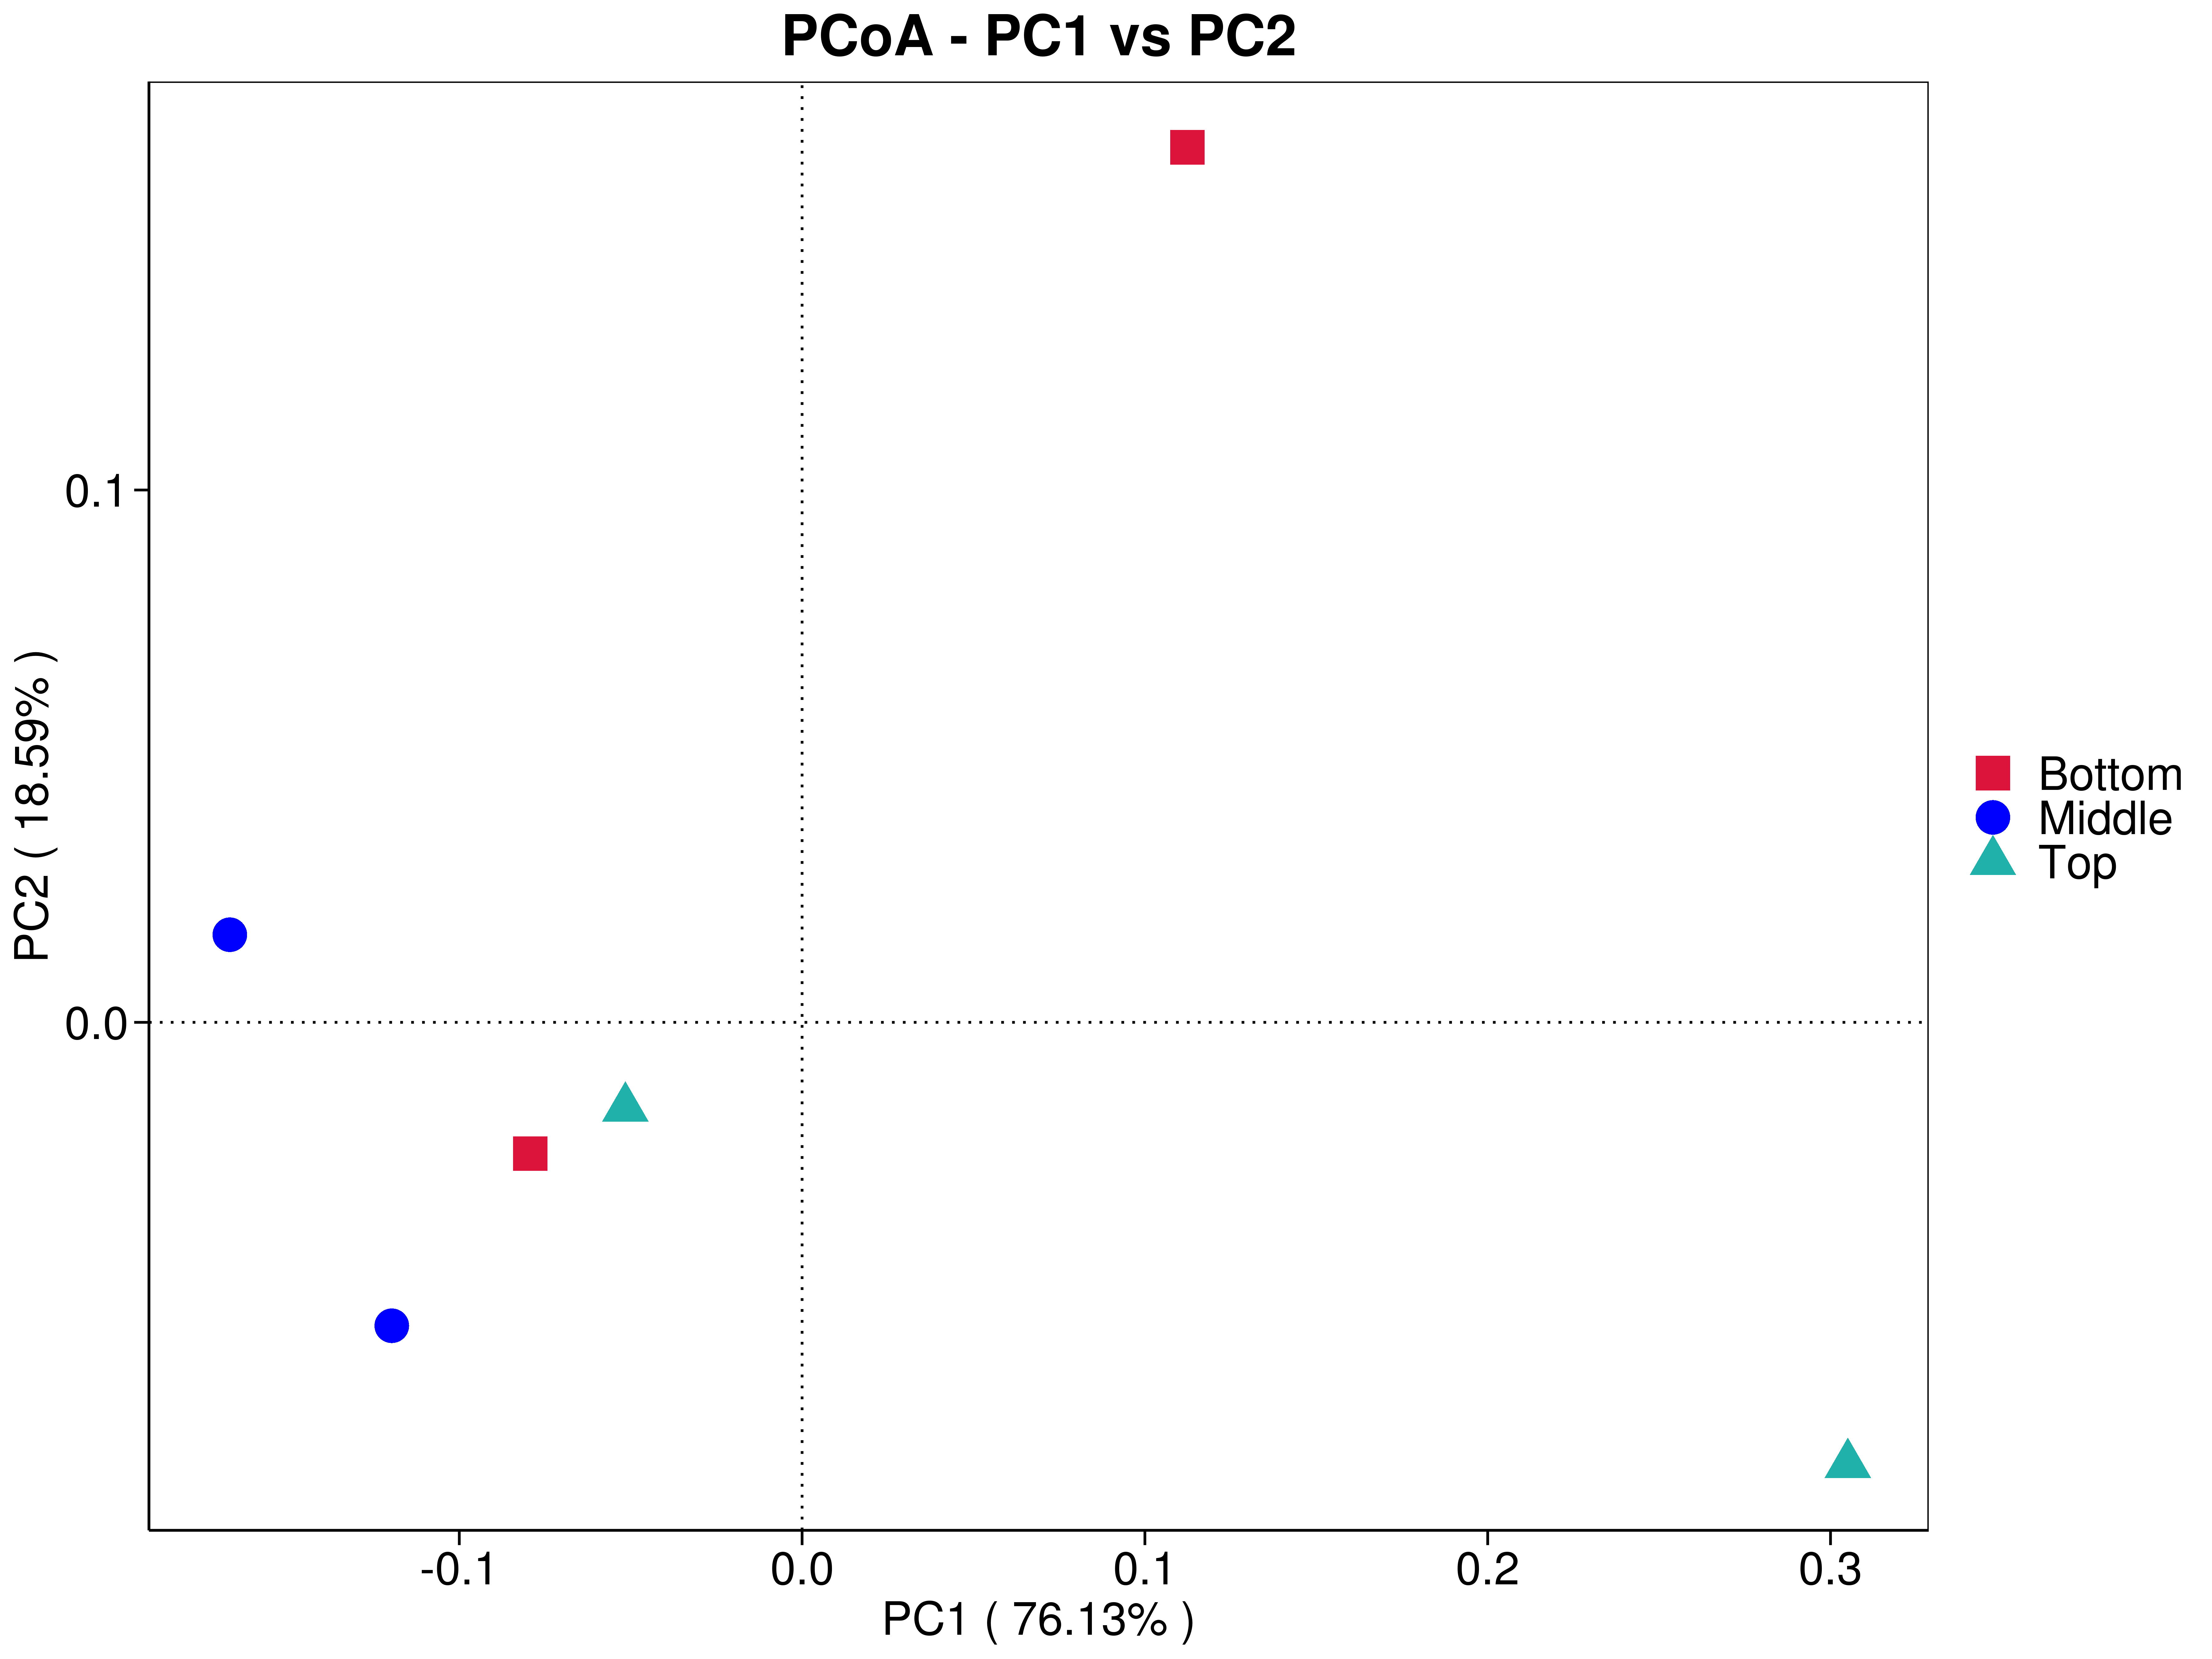 PCoA - PC1 vs PC2
0.1
0.0
PC2 ( 18.59% )
-0.1
0.0
0.1
0.2
0.3
PC1 ( 76.13% )
Bottom
Middle
Top